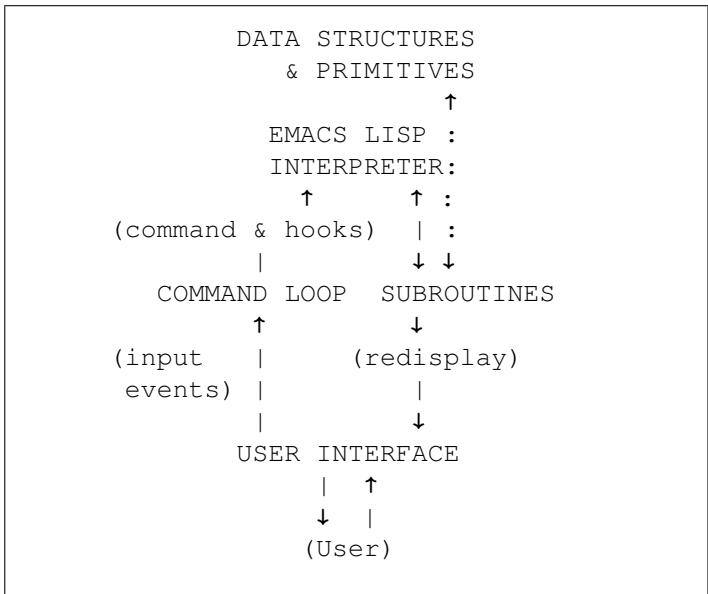 DATA STRUCTURES
& PRIMITIVES
↑
EMACS LISP :
INTERPRETER:
↑ ↑ :
(command & hooks) | :
| ↓ ↓
COMMAND LOOP SUBROUTINES
↑ ↓
(input | (redisplay)
events) | |
| ↓
USER INTERFACE
| ↑
↓ |
(User)